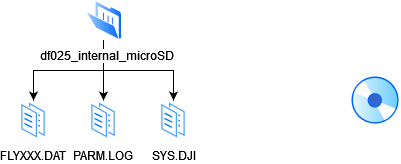 df025_internal_microSD
FLYXXX.DAT PARM.LOG SYS.DJI